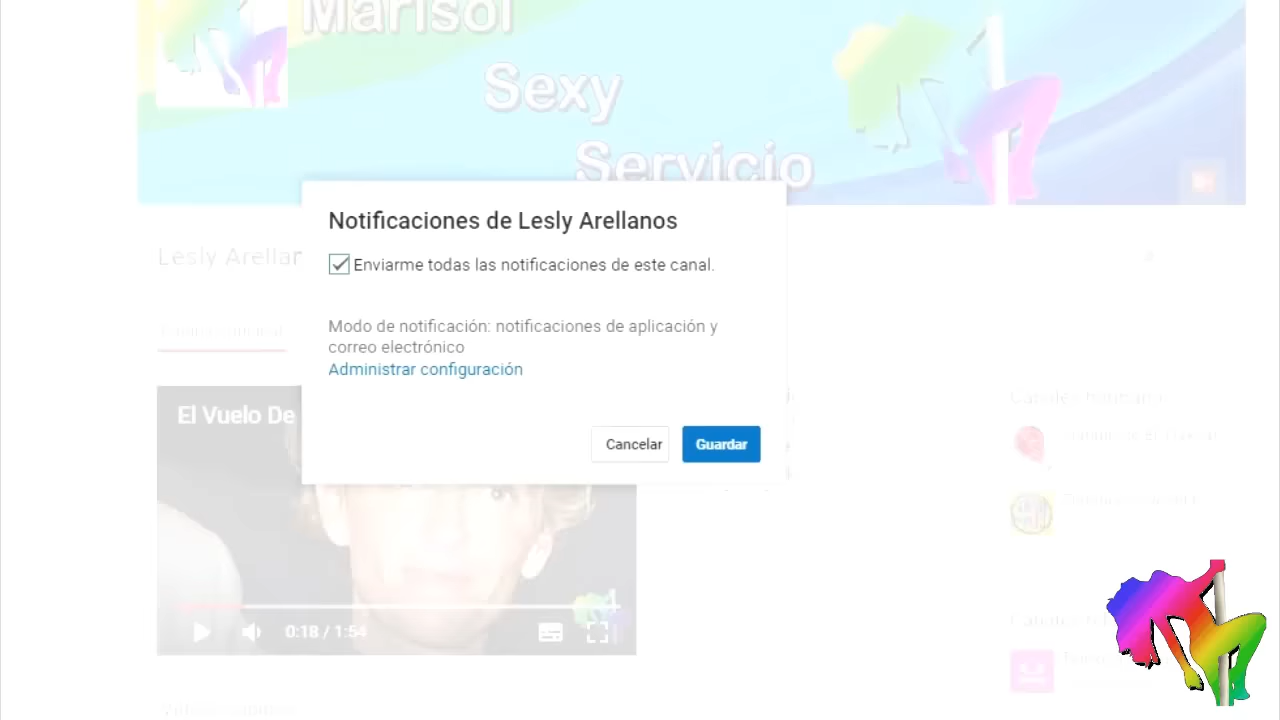 Marisol
Sexy
Servicio
Notificaciones de Lesly Arellanos
Lesly Arellan
Enviarme todas las notificaciones de este canal.
Modo de notificación: notificaciones de aplicación y
correo electrónico
Administrar configuración
El Vuelo De
Cancelar
Guardar
0:18 / 1:54